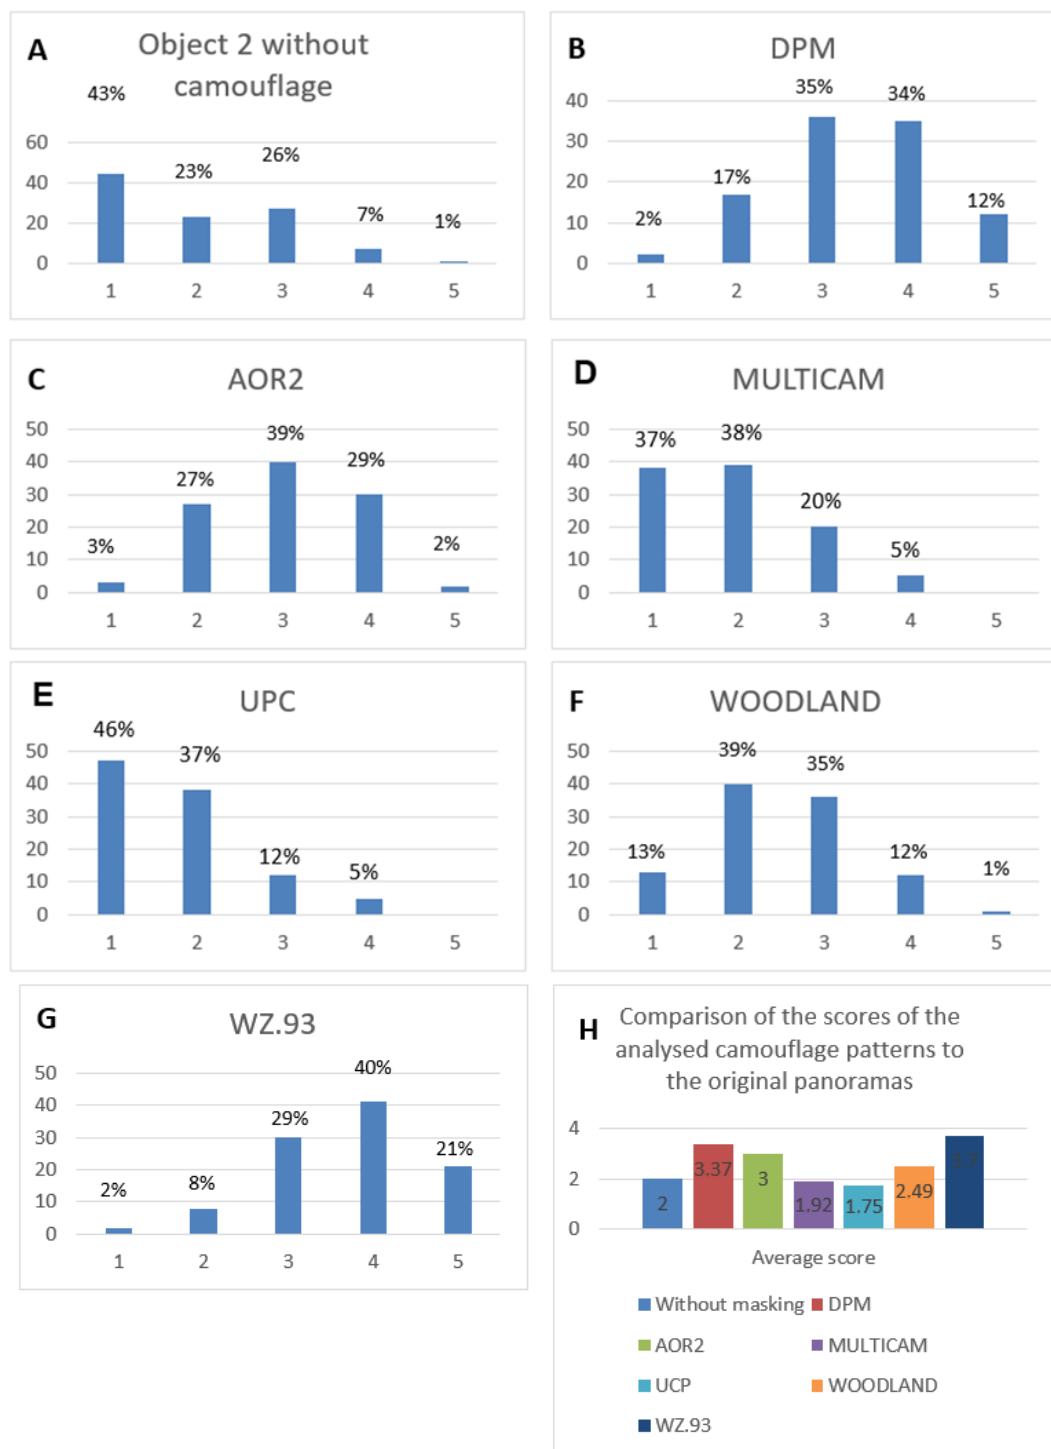 A
Object 2 without
camouflage
43%
23%
26%
7%
1%
60
40
20
0
1 2 3 4 5
B
DPM
2%
17%
35%
34%
12%
40
30
20
10
0
1 2 3 4 5
C
AOR2
3%
27%
39%
29%
2%
50
40
30
20
10
0
1 2 3 4 5
D
MULTICAM
37%
38%
20%
5%
50
40
30
20
10
0
1 2 3 4 5
E
UPC
46%
37%
12%
5%
50
40
30
20
10
0
1 2 3 4 5
F
WOODLAND
13%
39%
35%
12%
1%
50
40
30
20
10
0
1 2 3 4 5
G
WZ.93
2%
8%
29%
40%
21%
50
40
30
20
10
0
1 2 3 4 5
H
Comparison of the scores of the
analysed camouflage patterns to
the original panoramas
4
2
0
2
3.37
3
1.92
1.75
2.49
3.7
Average score
Without masking DPM
AOR2 MULTICAM
UCP WOODLAND
WZ.93